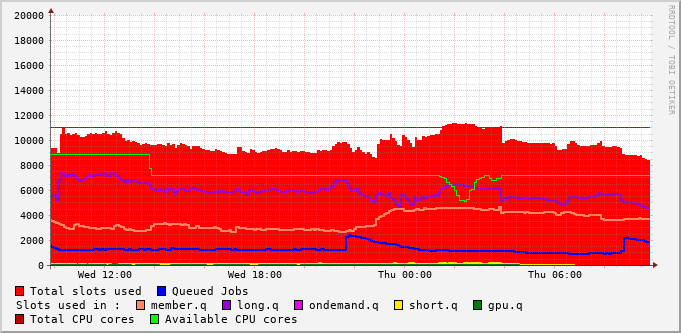 20000
18000
16000
14000
12000
10000
8000
6000
4000
2000
0
Wed 12:00 Wed 18:00 Thu 00:00 Thu 06:00
RRDTOOL / TOBI OETIKER
Total slots used Queued Jobs
Slots used in : member.q long.q ondemand.q short.q gpu.q
Total CPU cores Available CPU cores